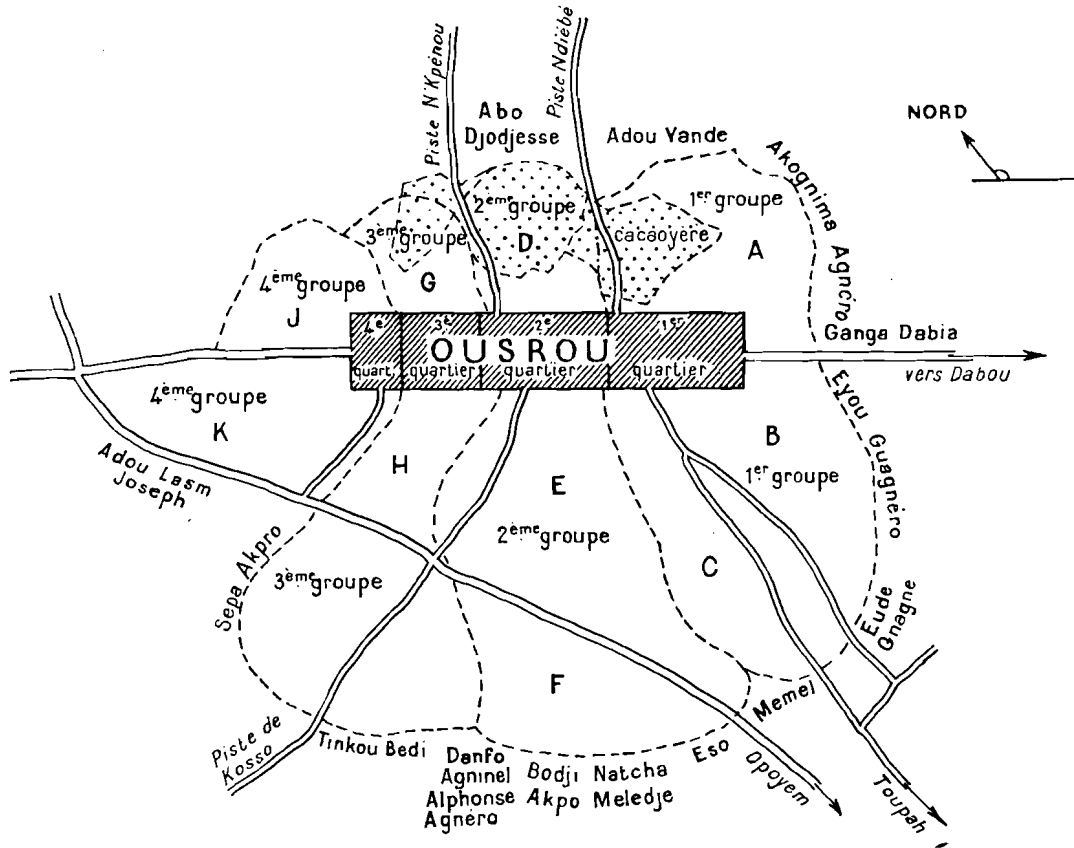 Piste N'Kpénou
Piste Ndiébé
NORD
Abo
Djodjesse
Adou Yande
Akognima Agnéro
1er groupe
2ème groupe
cacaoyère
3ème groupe
D
A
4ème groupe
G
J
4e
3e
2e
1er
OUSROU
quart.
quartier
quartier
quartier
Ganga Dabia
vers Dabou
4ème groupe
K
Adou Lasm
Joseph
H
E
2ème groupe
B
1er groupe
Eyou Guagnéro
C
Sepa Akpro
3ème groupe
Eude
Gnagne
F
Memel
Piste de
Kosso
Tinkou Bedi
Eso
Opoyem
Toupah
Danfo
Agninel
Alphonse
Agnéro
Bodji Natcha
Akpo Meledje